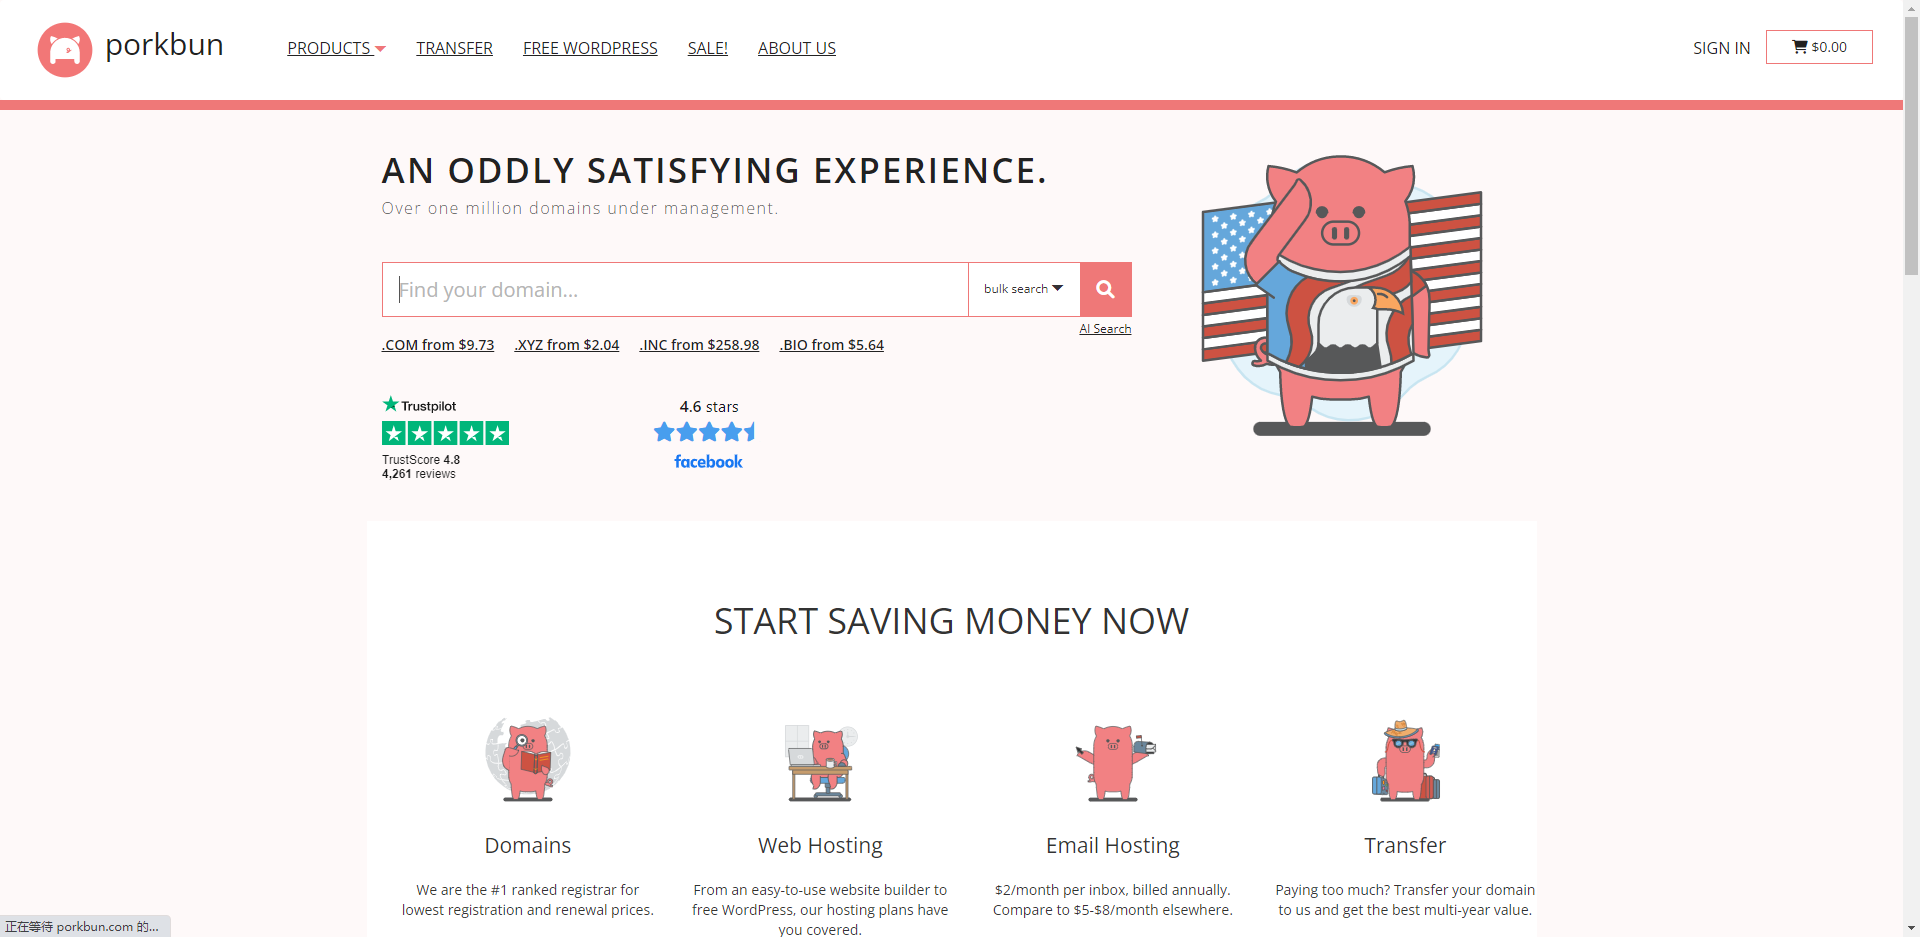 porkbun
PRODUCTS TRANSFER FREE WORDPRESS SALE! ABOUT US
SIGN IN $0.00
AN ODDLY SATISFYING EXPERIENCE.
Over one million domains under management.
Find your domain...
bulk search
AI Search
.COM from $9.73 .XYZ from $2.04 .INC from $258.98 .BIO from $5.64
Trustpilot
TrustScore 4.8
4,261 reviews
4.6 stars
facebook
START SAVING MONEY NOW
Domains
We are the #1 ranked registrar for
lowest registration and renewal prices.
Web Hosting
From an easy-to-use website builder to
free WordPress, our hosting plans have
you covered.
Email Hosting
$2/month per inbox, billed annually.
Compare to $5-$8/month elsewhere.
Transfer
Paying too much? Transfer your domain
to us and get the best multi-year value.
正在等待 porkbun.com 的...